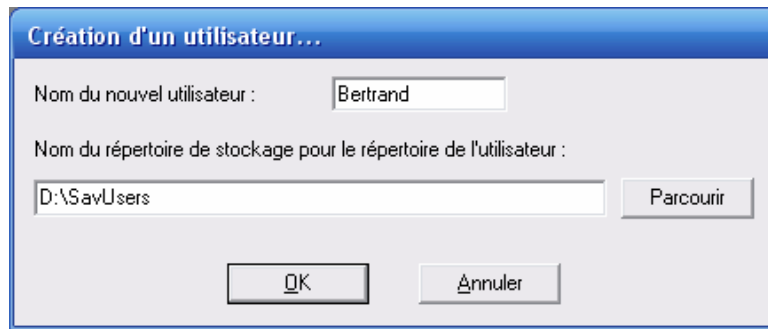 Création d'un utilisateur...
Nom du nouvel utilisateur : Bertrand
Nom du répertoire de stockage pour le répertoire de l'utilisateur :
D:\SavUsers Parcourir
OK Annuler